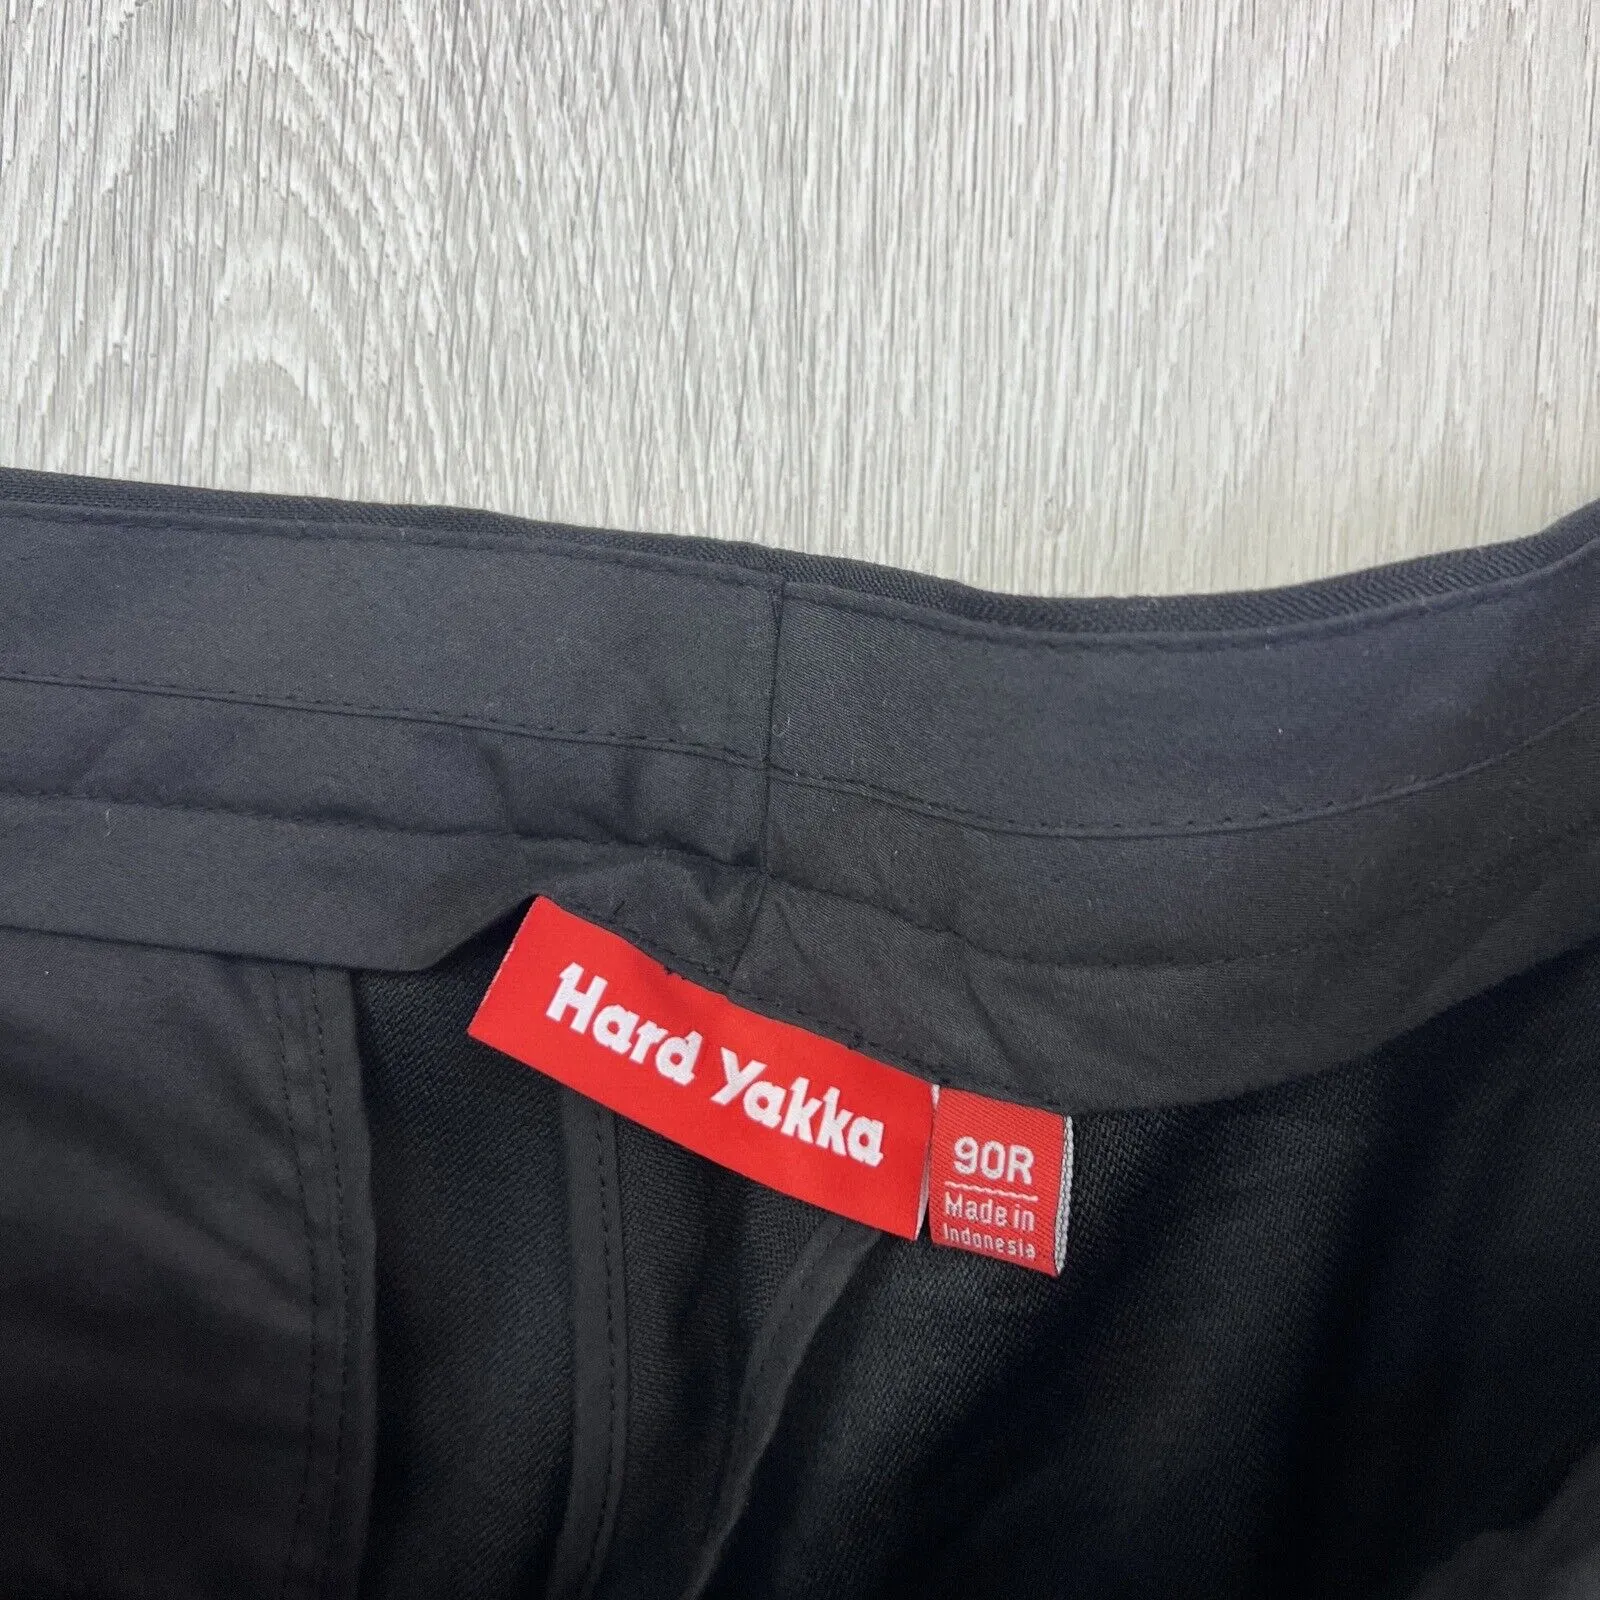 Hard Yakka
90R
Made in
Indonesia